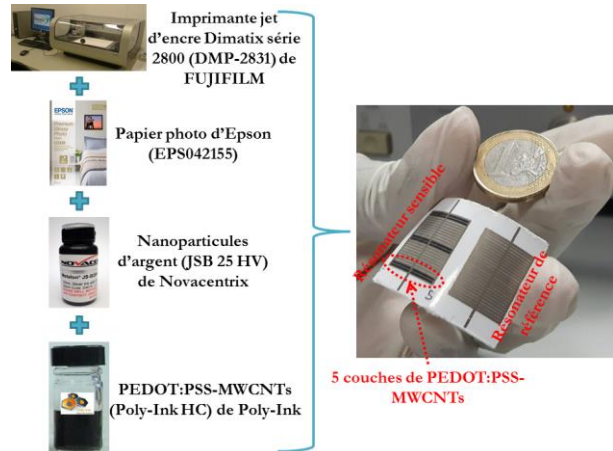 Imprimante jet
d'encre Dimatix série
2800 (DMP-2831) de
FUJIFILM
EPSON
Papier photo d'Epson
(EPS042155)
Nanoparticules
d'argent (JSB 25 HV)
de Novacentrix
PEDOT:PSS-MWCNTs
(Poly-Ink HC) de Poly-Ink
Résonateur sensible
Résonateur de
référence
5 couches de PEDOT:PSS-
MWCNTs